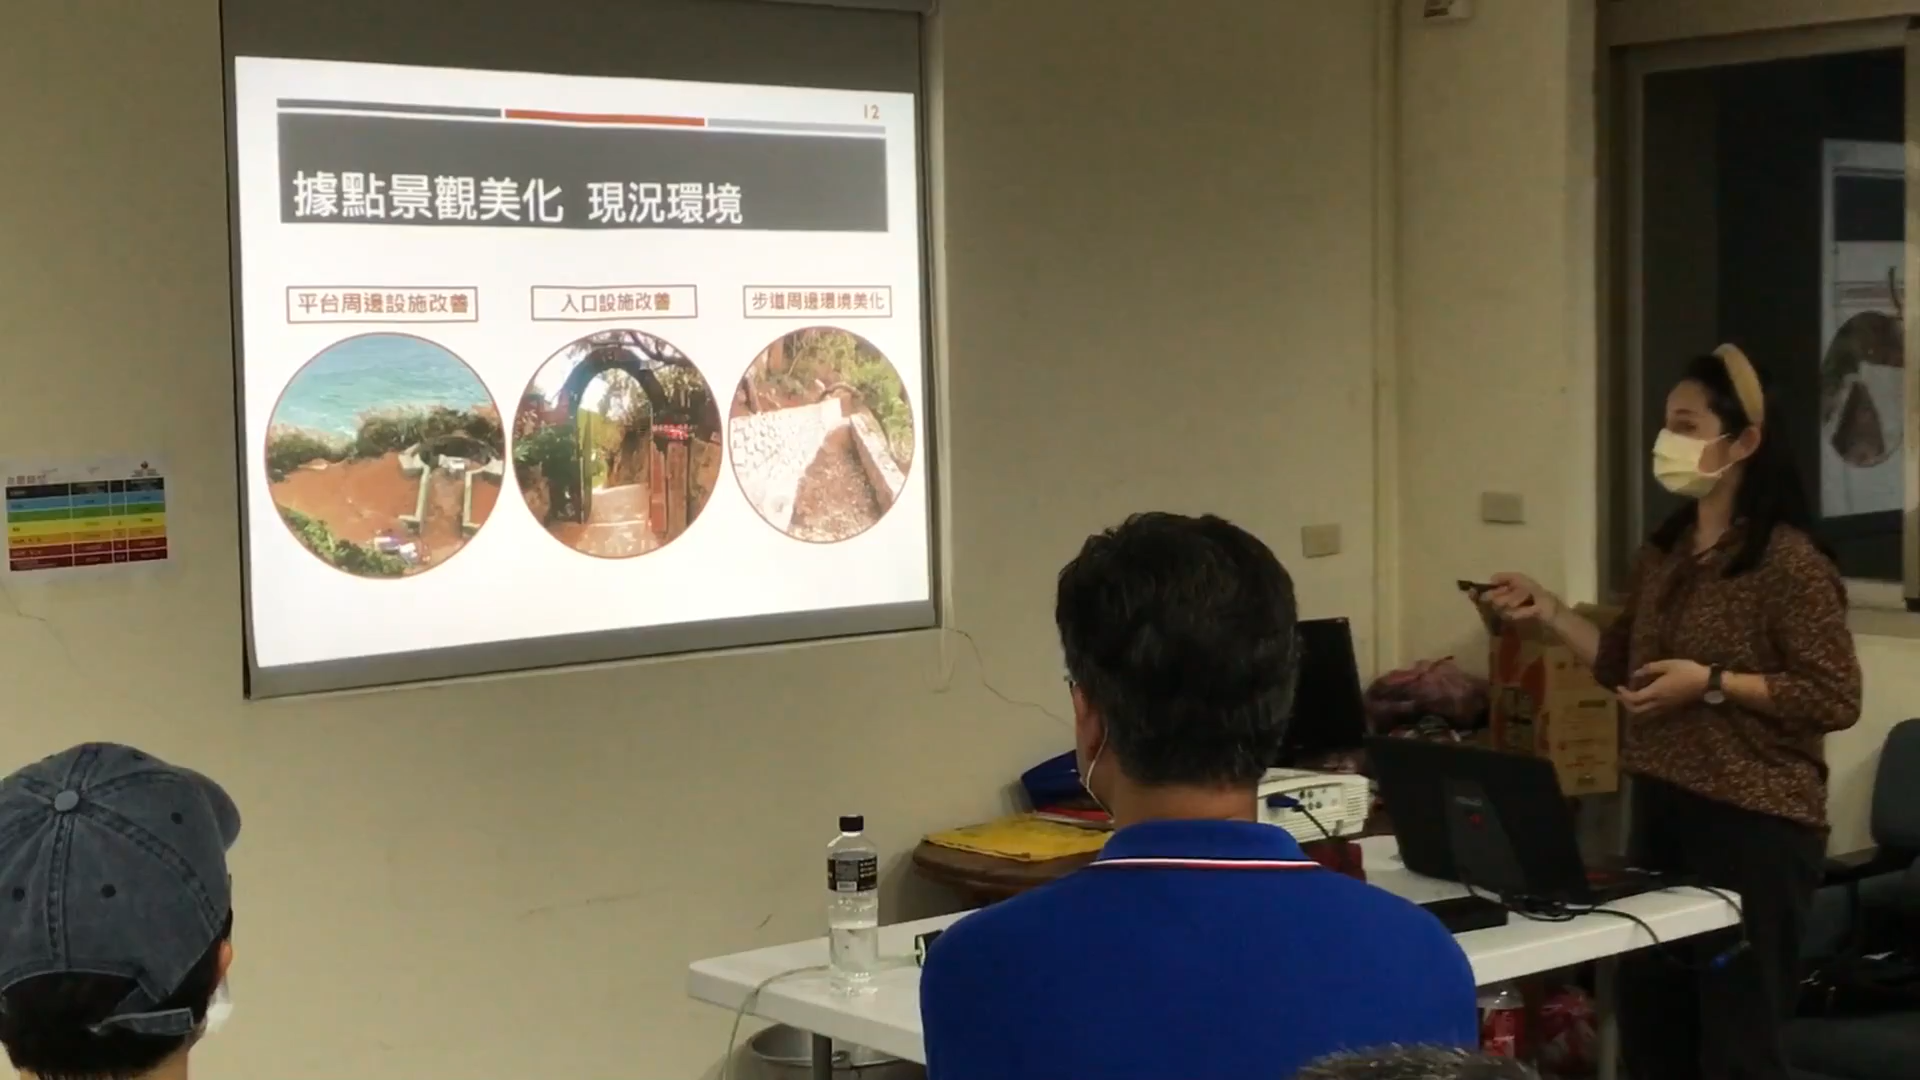 12
據點景觀美化 現況環境
平台周邊設施改善
入口設施改善
步道周邊環境美化